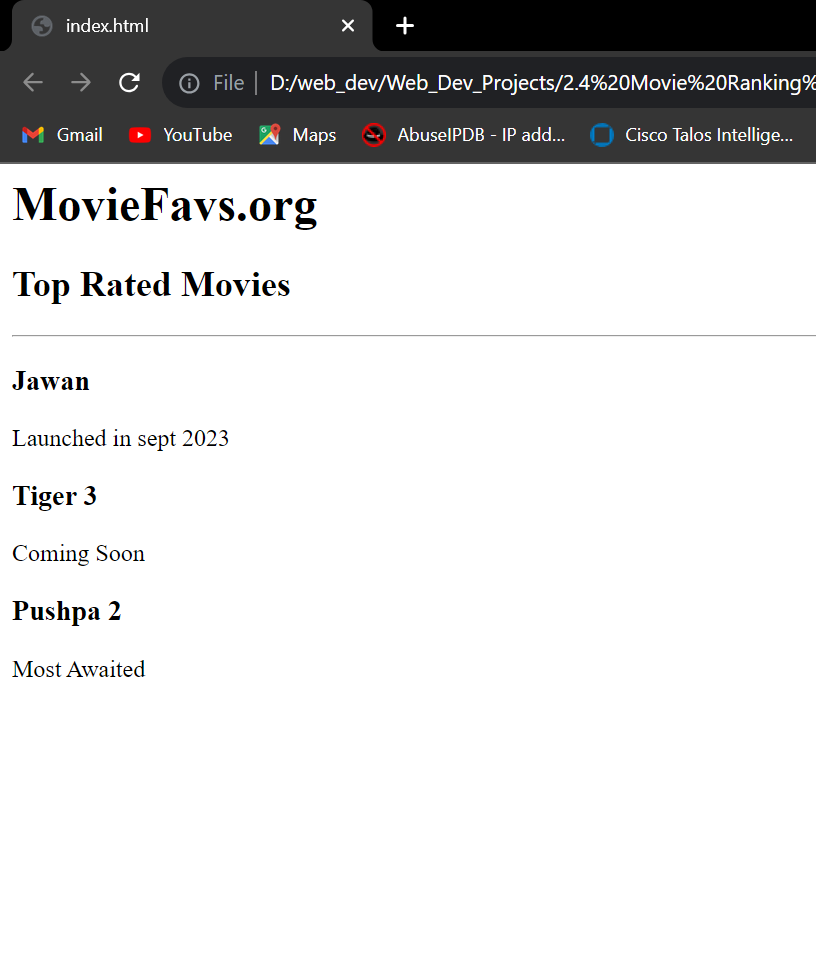 index.html
File D:/web_dev/Web_Dev_Projects/2.4%20Movie%20Ranking%
Gmail YouTube Maps AbuseIPDB - IP add... Cisco Talos Intellige...
MovieFavs.org
Top Rated Movies
Jawan
Launched in sept 2023
Tiger 3
Coming Soon
Pushpa 2
Most Awaited